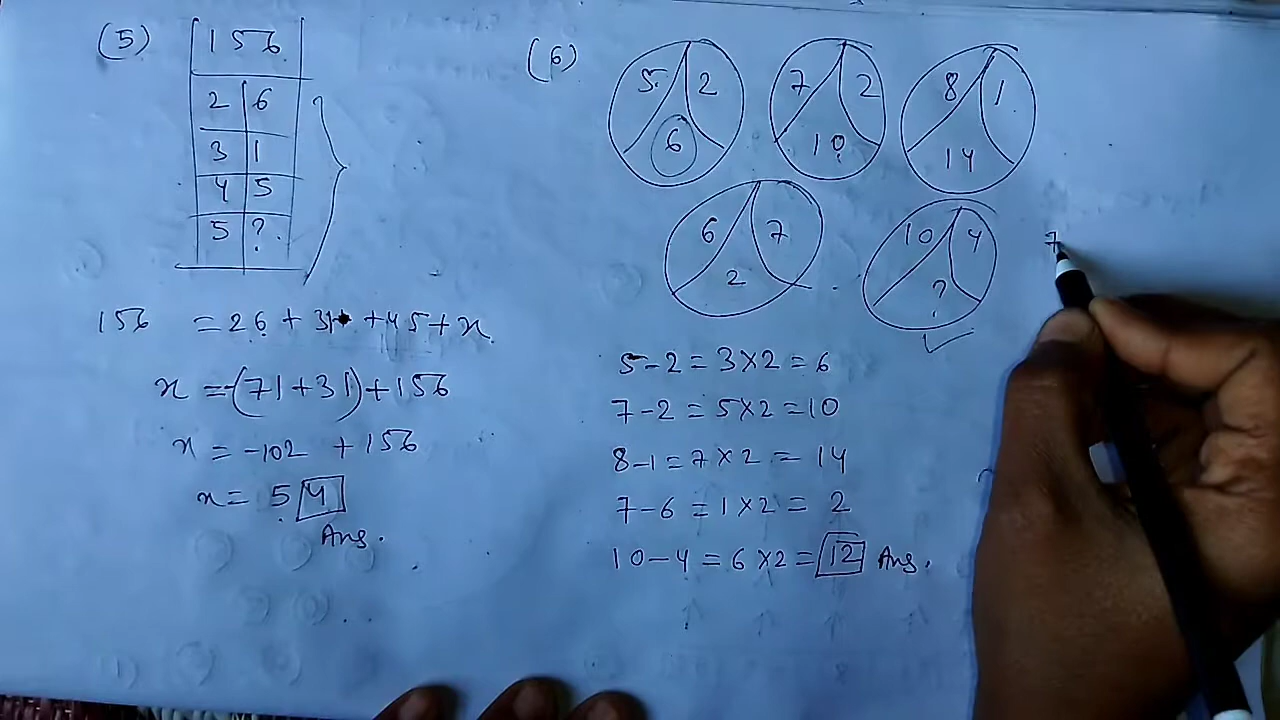 (5)
156
2 6
3 1
4 5
5 ?
156 = 26 + 31 + 45 + x
x = -(71 + 31) + 156
x = -102 + 156
x = 54
Ans.
(6)
5 2 6
7 2 10
8 1 14
6 7 2
10 4 ?
7
5 - 2 = 3 × 2 = 6
7 - 2 = 5 × 2 = 10
8 - 1 = 7 × 2 = 14
7 - 6 = 1 × 2 = 2
10 - 4 = 6 × 2 = 12 Ans.